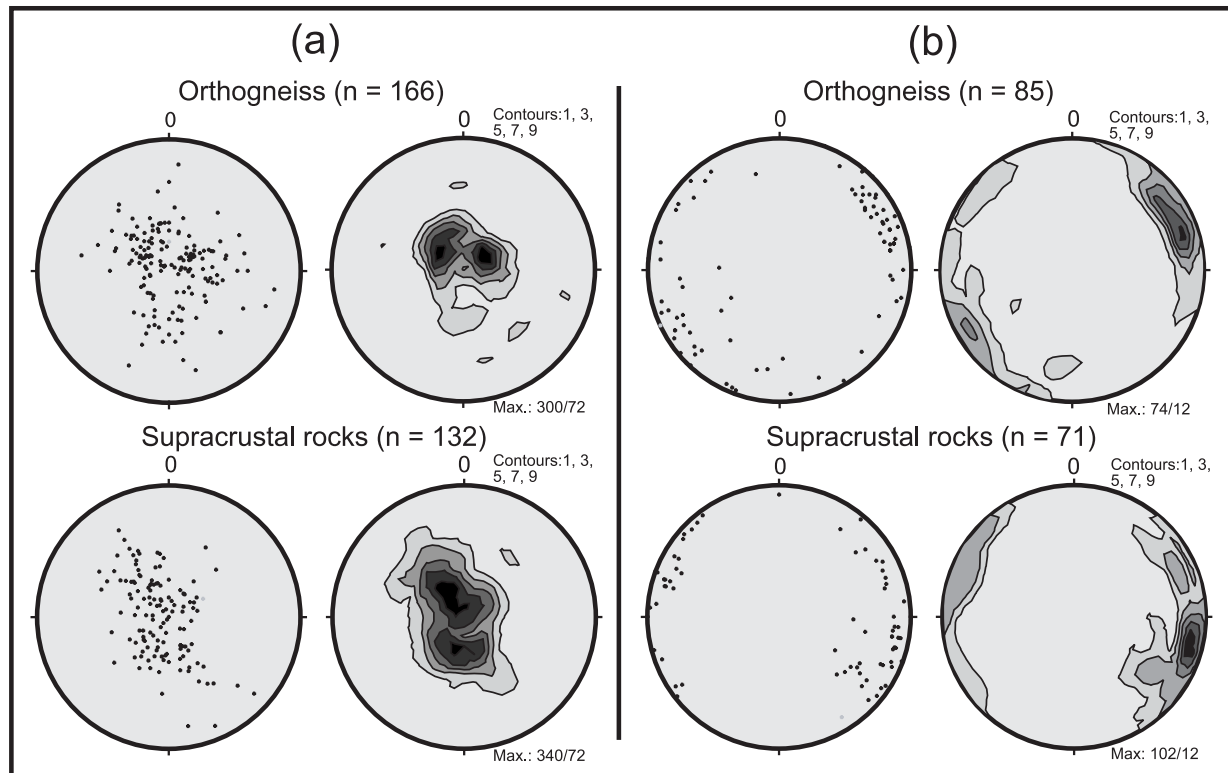 (a)
Orthogneiss (n = 166)
0
0
Contours:1, 3,
5, 7, 9
Max.: 300/72
Supracrustal rocks (n = 132)
0
0
Contours:1, 3,
5, 7, 9
Max.: 340/72
(b)
Orthogneiss (n = 85)
0
0
Contours:1, 3,
5, 7, 9
Max.: 74/12
Supracrustal rocks (n = 71)
0
0
Contours:1, 3,
5, 7, 9
Max: 102/12